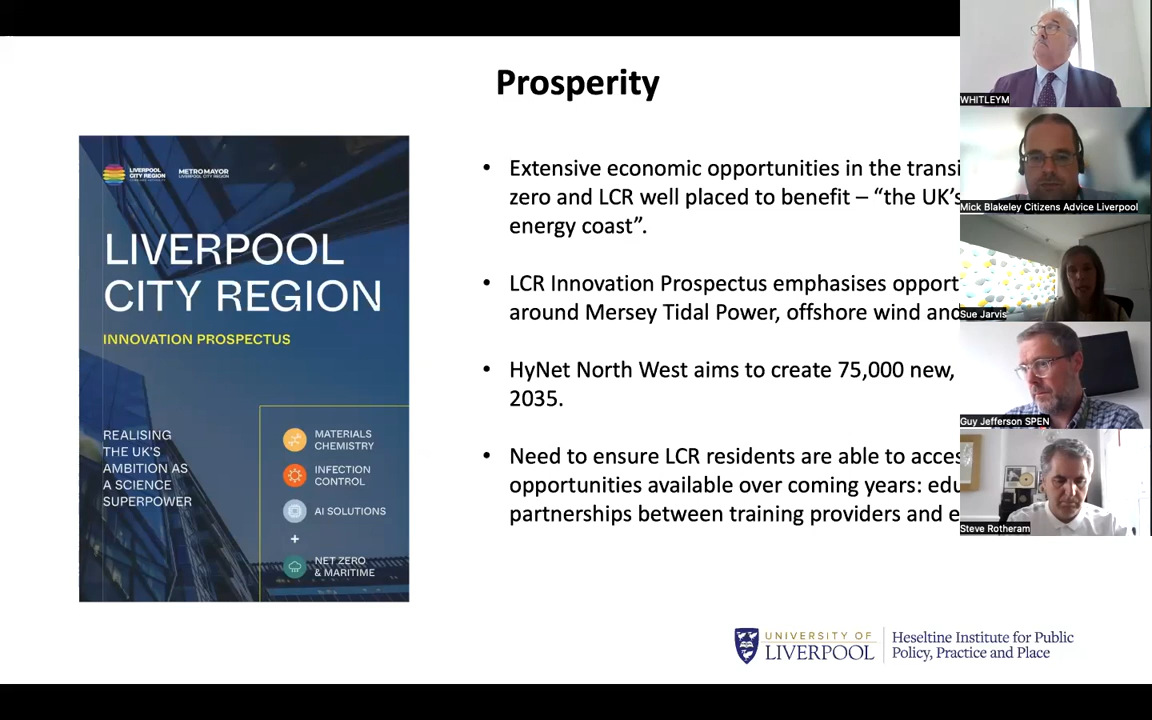 Prosperity
LIVERPOOL
CITY REGION
METRO MAYOR
LIVERPOOL CITY REGION
LIVERPOOL
CITY REGION
INNOVATION PROSPECTUS
REALISING
THE UK'S
AMBITION AS
A SCIENCE
SUPERPOWER
MATERIALS
CHEMISTRY
INFECTION
CONTROL
AI SOLUTIONS
+
NET ZERO
& MARITIME
• Extensive economic opportunities in the transi
zero and LCR well placed to benefit – “the UK’s
energy coast”.
• LCR Innovation Prospectus emphasises opport
around Mersey Tidal Power, offshore wind and
• HyNet North West aims to create 75,000 new,
2035.
• Need to ensure LCR residents are able to acces
opportunities available over coming years: edu
partnerships between training providers and e
UNIVERSITY OF
LIVERPOOL
Heseltine Institute for Public
Policy, Practice and Place
WHITLEYM
Mick Blakeley Citizens Advice Liverpool
Sue Jarvis
Guy Jefferson SPEN
Steve Rotheram